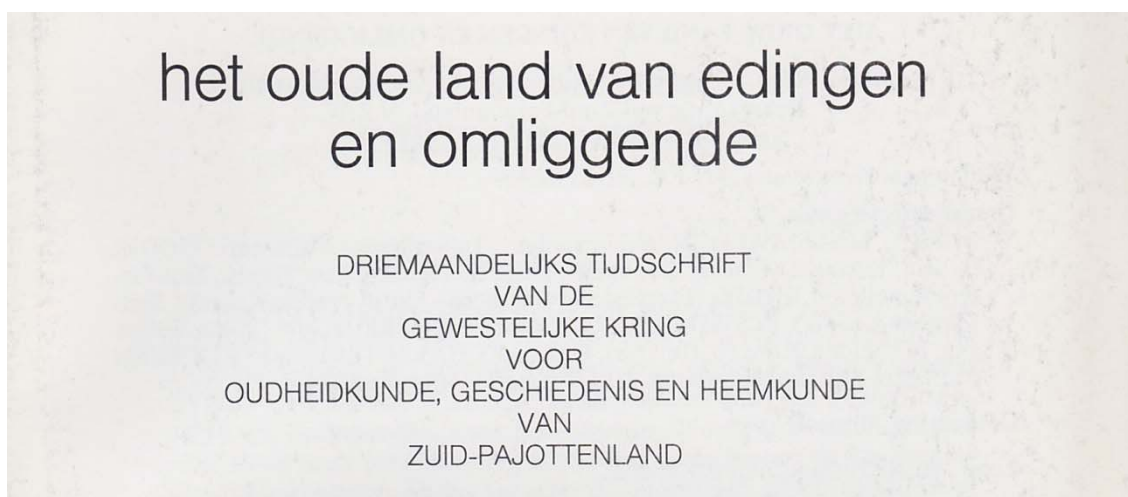 het oude land van edingen
en omliggende
DRIEMAANDELIJKS TIJDSCHRIFT
VAN DE
GEWESTELIJKE KRING
VOOR
OUDHEIDKUNDE, GESCHIEDENIS EN HEEMKUNDE
VAN
ZUID-PAJOTTENLAND